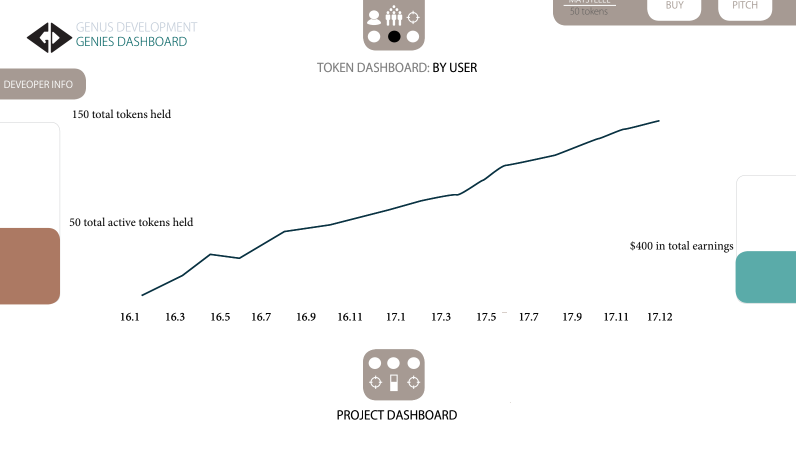 GENUS DEVELOPMENT
GENIES DASHBOARD
50 tokens
BUY
PITCH
TOKEN DASHBOARD: BY USER
DEVEOPER INFO
150 total tokens held
50 total active tokens held
$400 in total earnings
16.1 16.3 16.5 16.7 16.9 16.11 17.1 17.3 17.5 17.7 17.9 17.11 17.12
PROJECT DASHBOARD